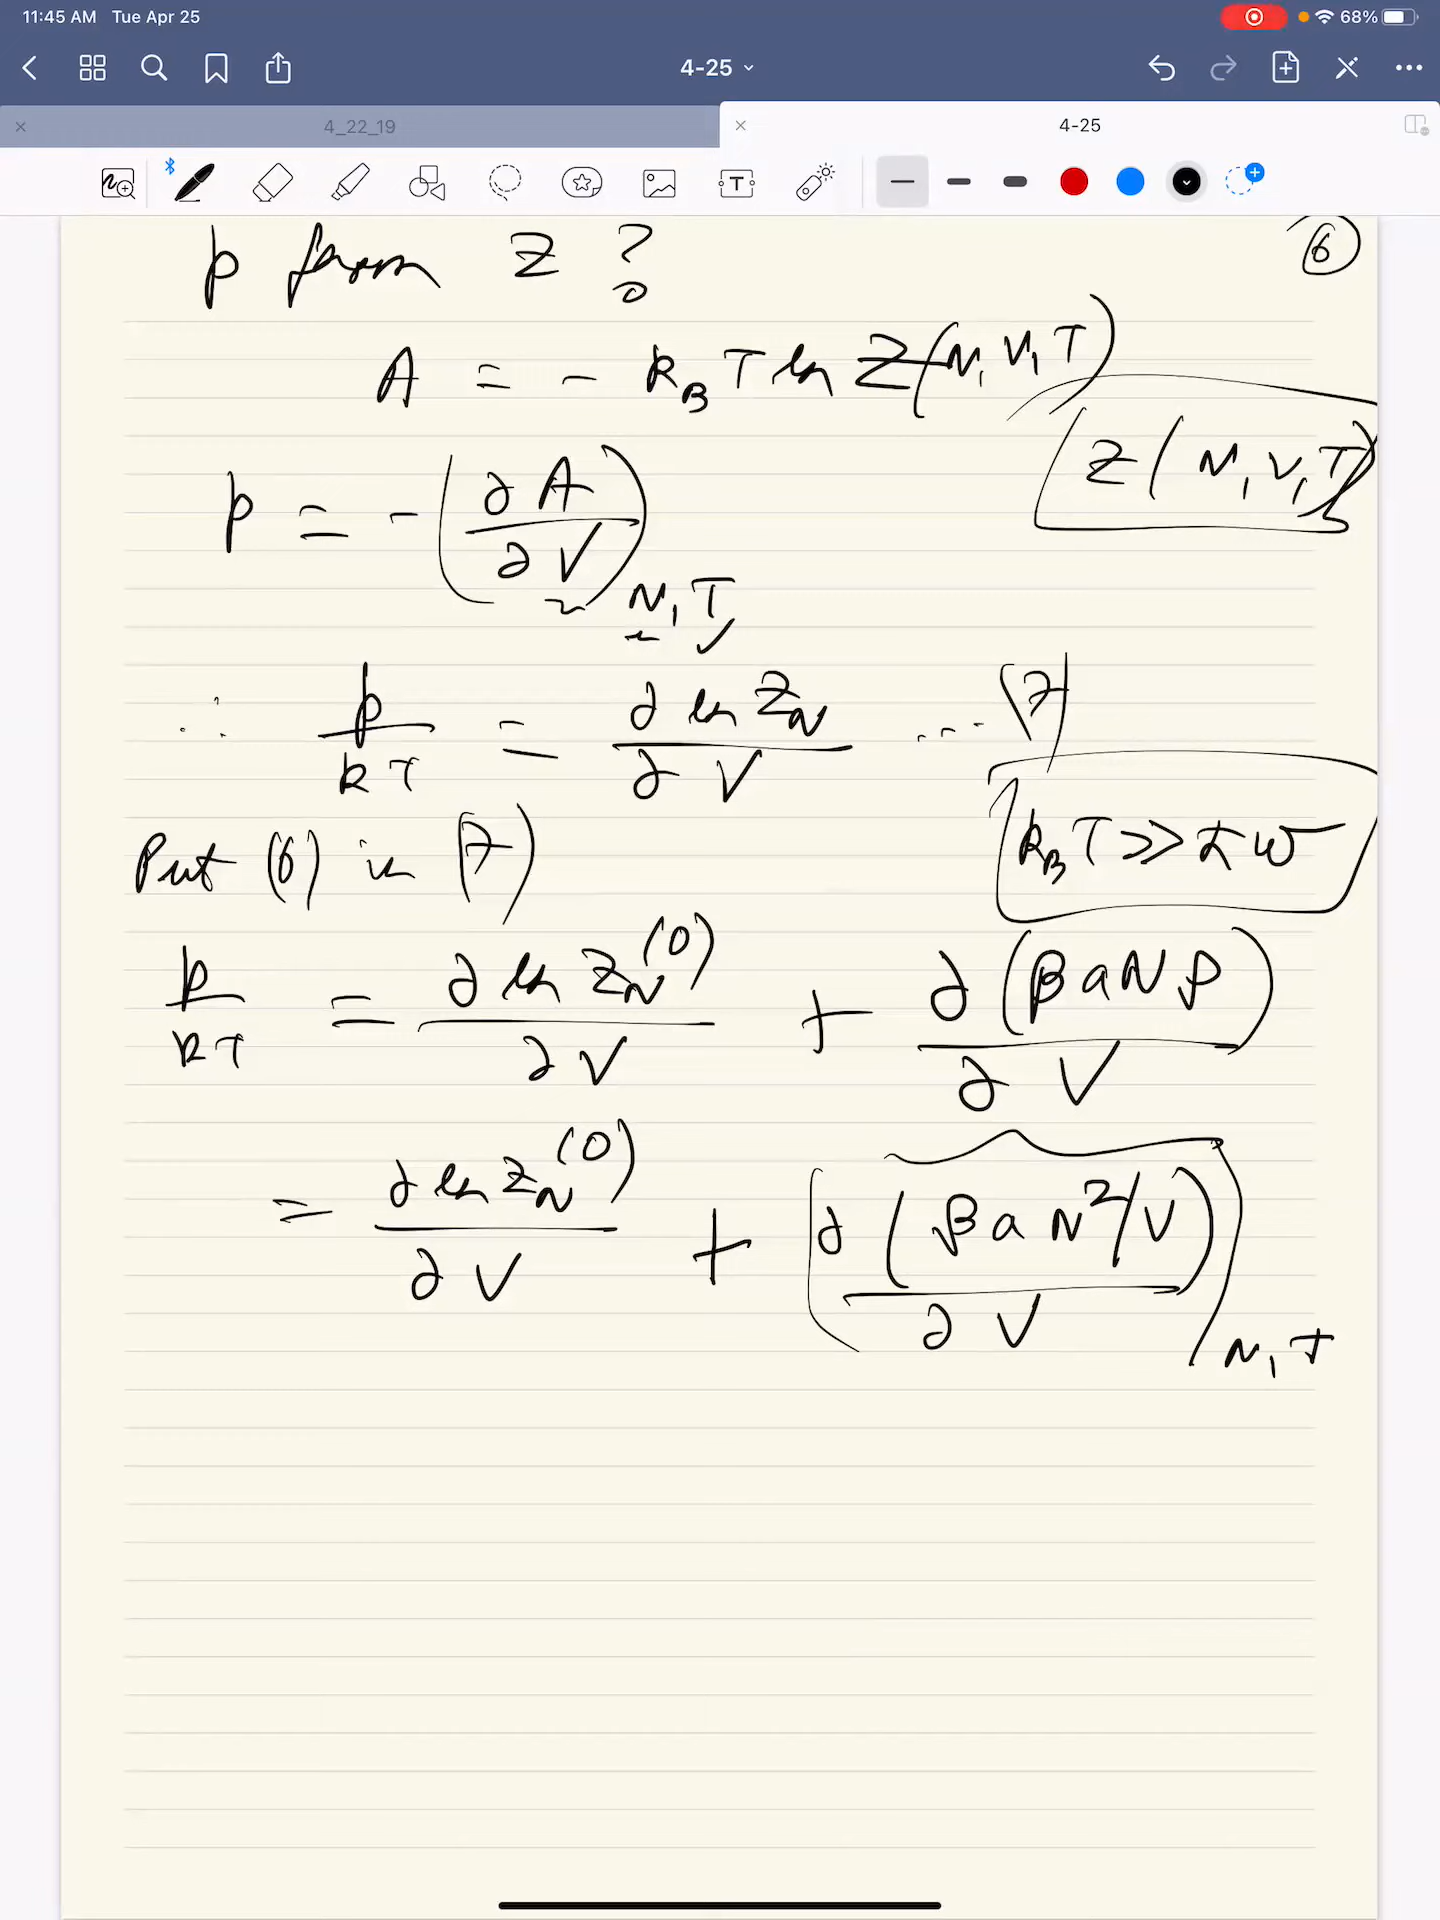 11:45 AM Tue Apr 25 68%
4-25
4_22_19 4-25
p from Z ? ⑥
A = - k_B T ln Z(N, V, T)
Z(N, V, T)
p = -(∂A/∂V)_{N, T}
∴ p/kT = ∂ ln Z_N/∂V ... (7)
k_B T >> ħω
Put (6) in (7)
p/kT = ∂ ln Z_N^(0)/∂V + ∂(βaNρ)/∂V
= ∂ ln Z_N^(0)/∂V + (∂(βaN²/V)/∂V)_{N, T}